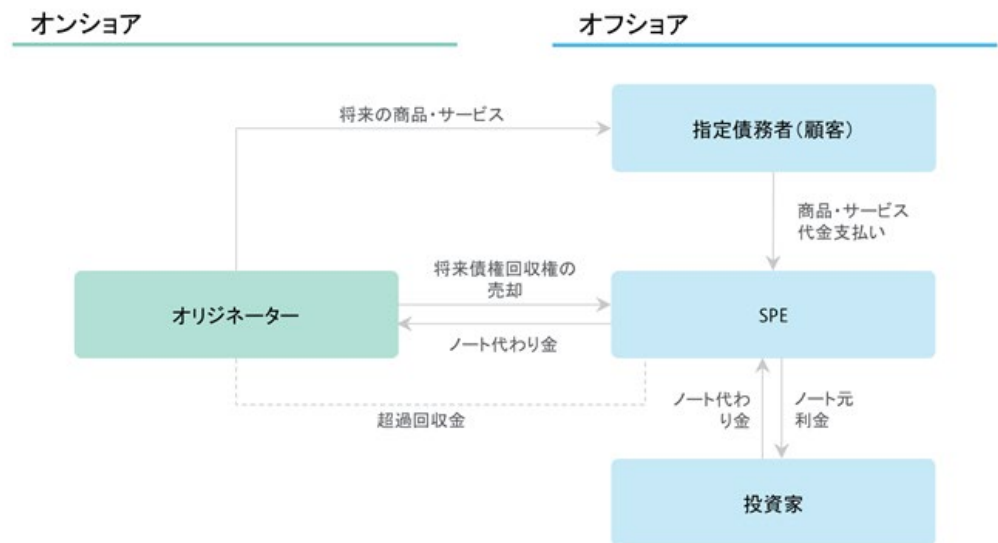 オンショア
オフショア
将来の商品・サービス
指定債務者(顧客)
商品・サービス
代金支払い
将来債権回収権の
売却
オリジネーター
SPE
ノート代わり金
超過回収金
ノート代わ
り金
ノート元
利金
投資家